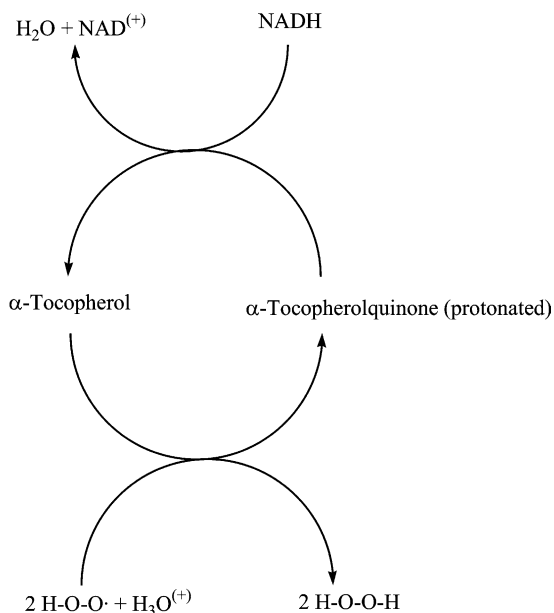 H₂O + NAD⁽⁺⁾ NADH
α-Tocopherol α-Tocopherolquinone (protonated)
2 H-O-O· + H₃O⁽⁺⁾ 2 H-O-O-H